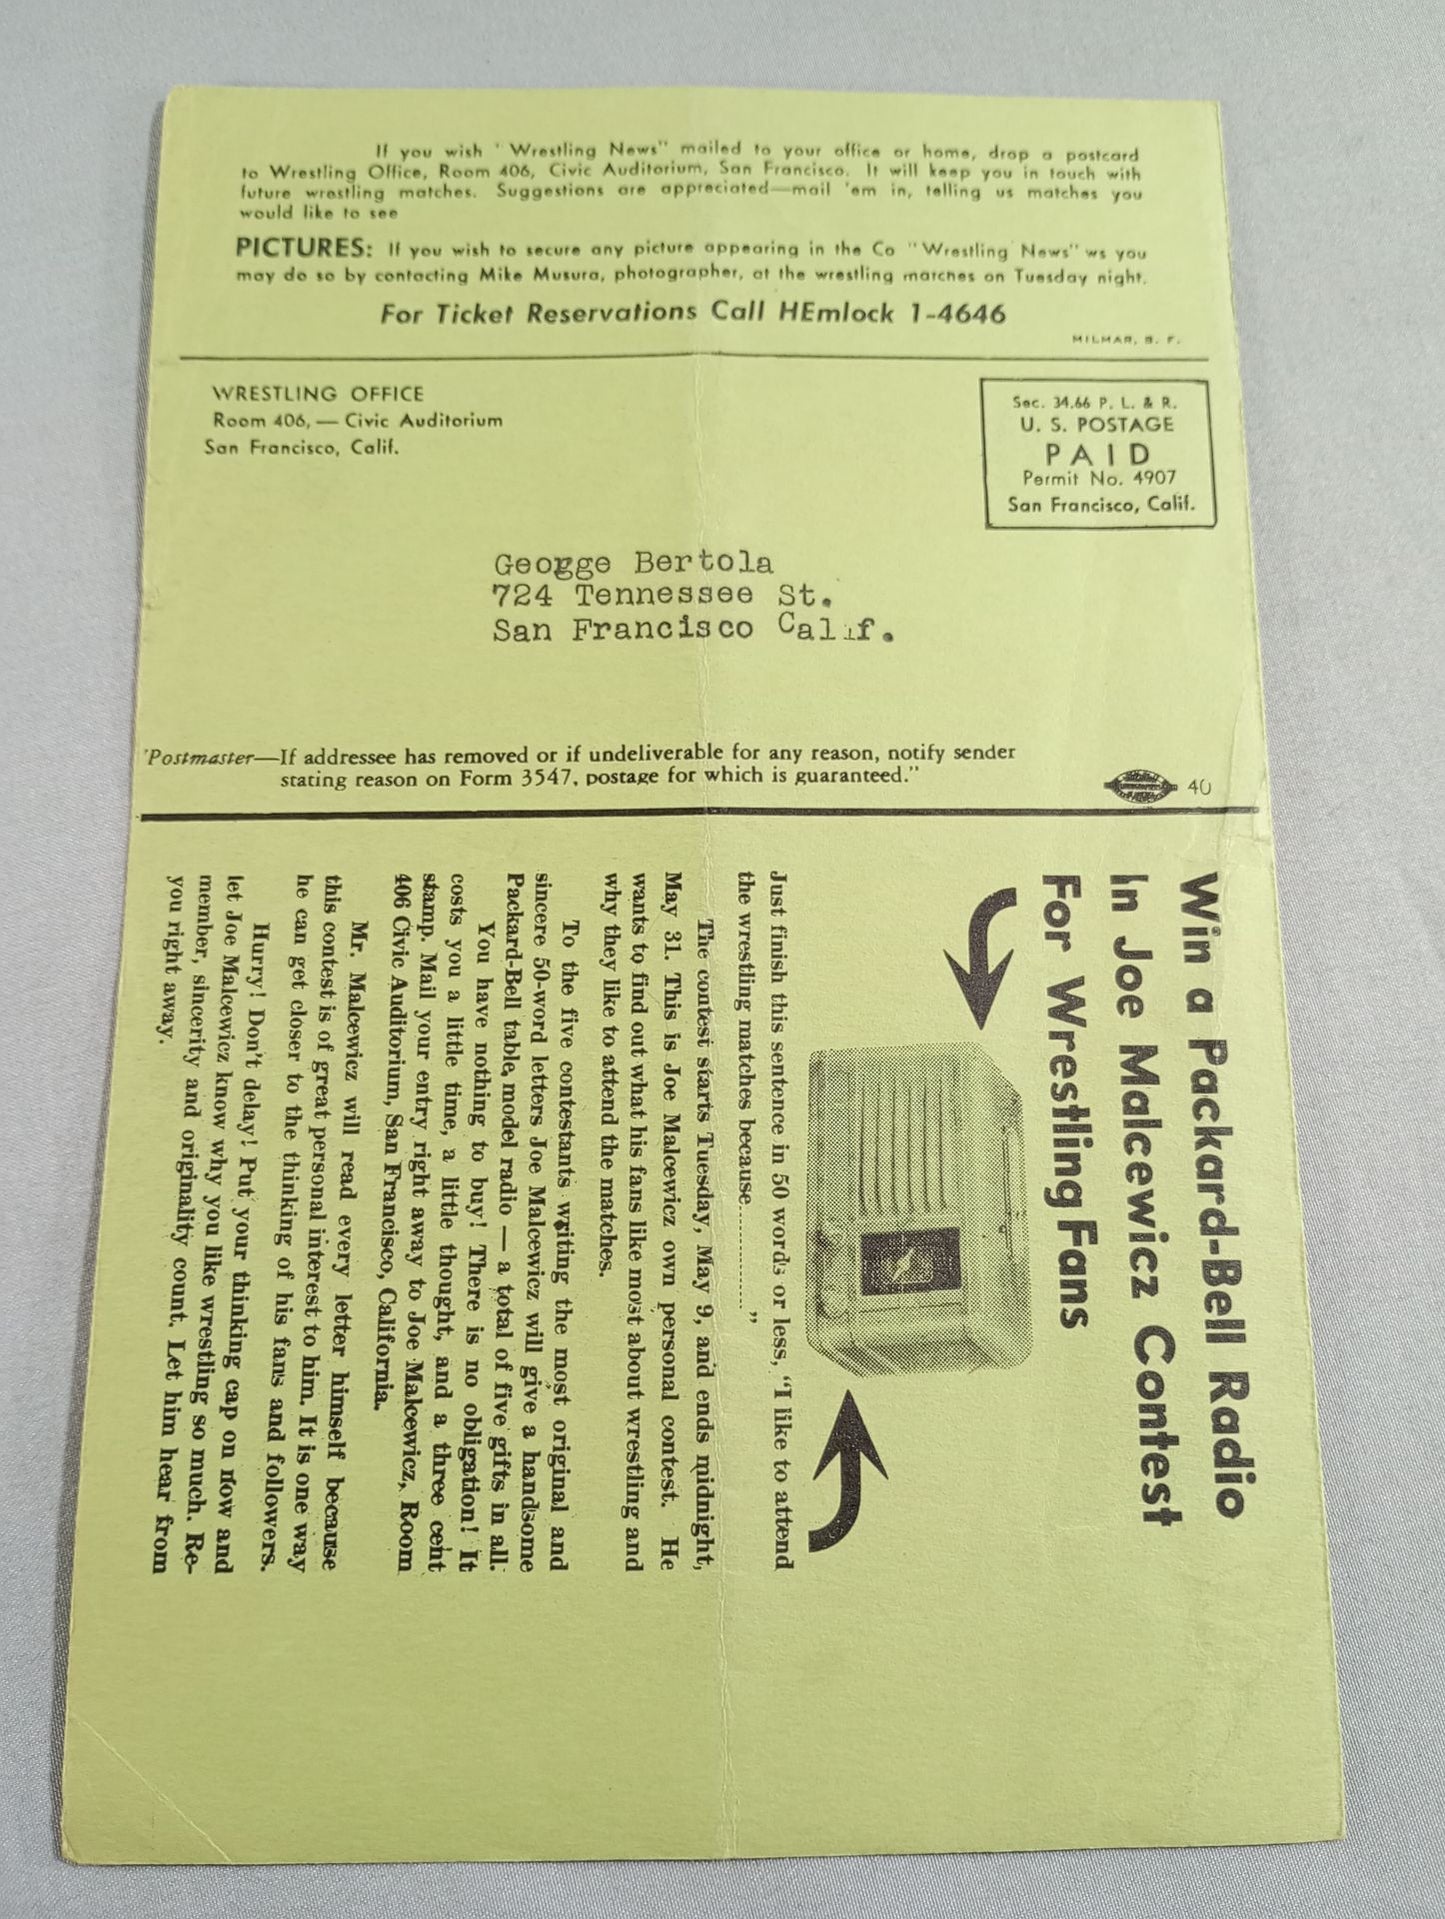 If you wish ' Wrestling News" mailed to your office or home, drop a postcard
to Wrestling Office, Room 406, Civic Auditorium, San Francisco. It will keep you in touch with
future wrestling matches. Suggestions are appreciated—mail 'em in, telling us matches you
would like to see
PICTURES: If you wish to secure any picture appearing in the Co "Wrestling News" ws you
may do so by contacting Mike Musura, photographer, at the wrestling matches on Tuesday night.
For Ticket Reservations Call HEmlock 1-4646
MILMAR, S. F.
WRESTLING OFFICE
Room 406, — Civic Auditorium
San Francisco, Calif.
Sec. 34.66 P. L. & R.
U. S. POSTAGE
PAID
Permit No. 4907
San Francisco, Calif.
Geogge Bertola
724 Tennessee St.
San Francisco Calif.
'Postmaster—If addressee has removed or if undeliverable for any reason, notify sender
stating reason on Form 3547, postage for which is guaranteed."
40
Win a Packard-Bell Radio
In Joe Malcewicz Contest
For Wrestling Fans
Just finish this sentence in 50 words or less, "I like to attend
the wrestling matches because.............."
The contest starts Tuesday, May 9, and ends midnight,
May 31. This is Joe Malcewicz own personal contest. He
wants to find out what his fans like most about wrestling and
why they like to attend the matches.
To the five contestants writing the most original and
sincere 50-word letters Joe Malcewicz will give a handsome
Packard-Bell table model radio — a total of five gifts in all.
You have nothing to buy! There is no obligation! It
costs you a little time, a little thought, and a three cent
stamp. Mail your entry right away to Joe Malcewicz, Room
406 Civic Auditorium, San Francisco, California.
Mr. Malcewicz will read every letter himself because
this contest is of great personal interest to him. It is one way
he can get closer to the thinking of his fans and followers.
Hurry! Don't delay! Put your thinking cap on now and
let Joe Malcewicz know why you like wrestling so much. Re-
member, sincerity and originality count. Let him hear from
you right away.